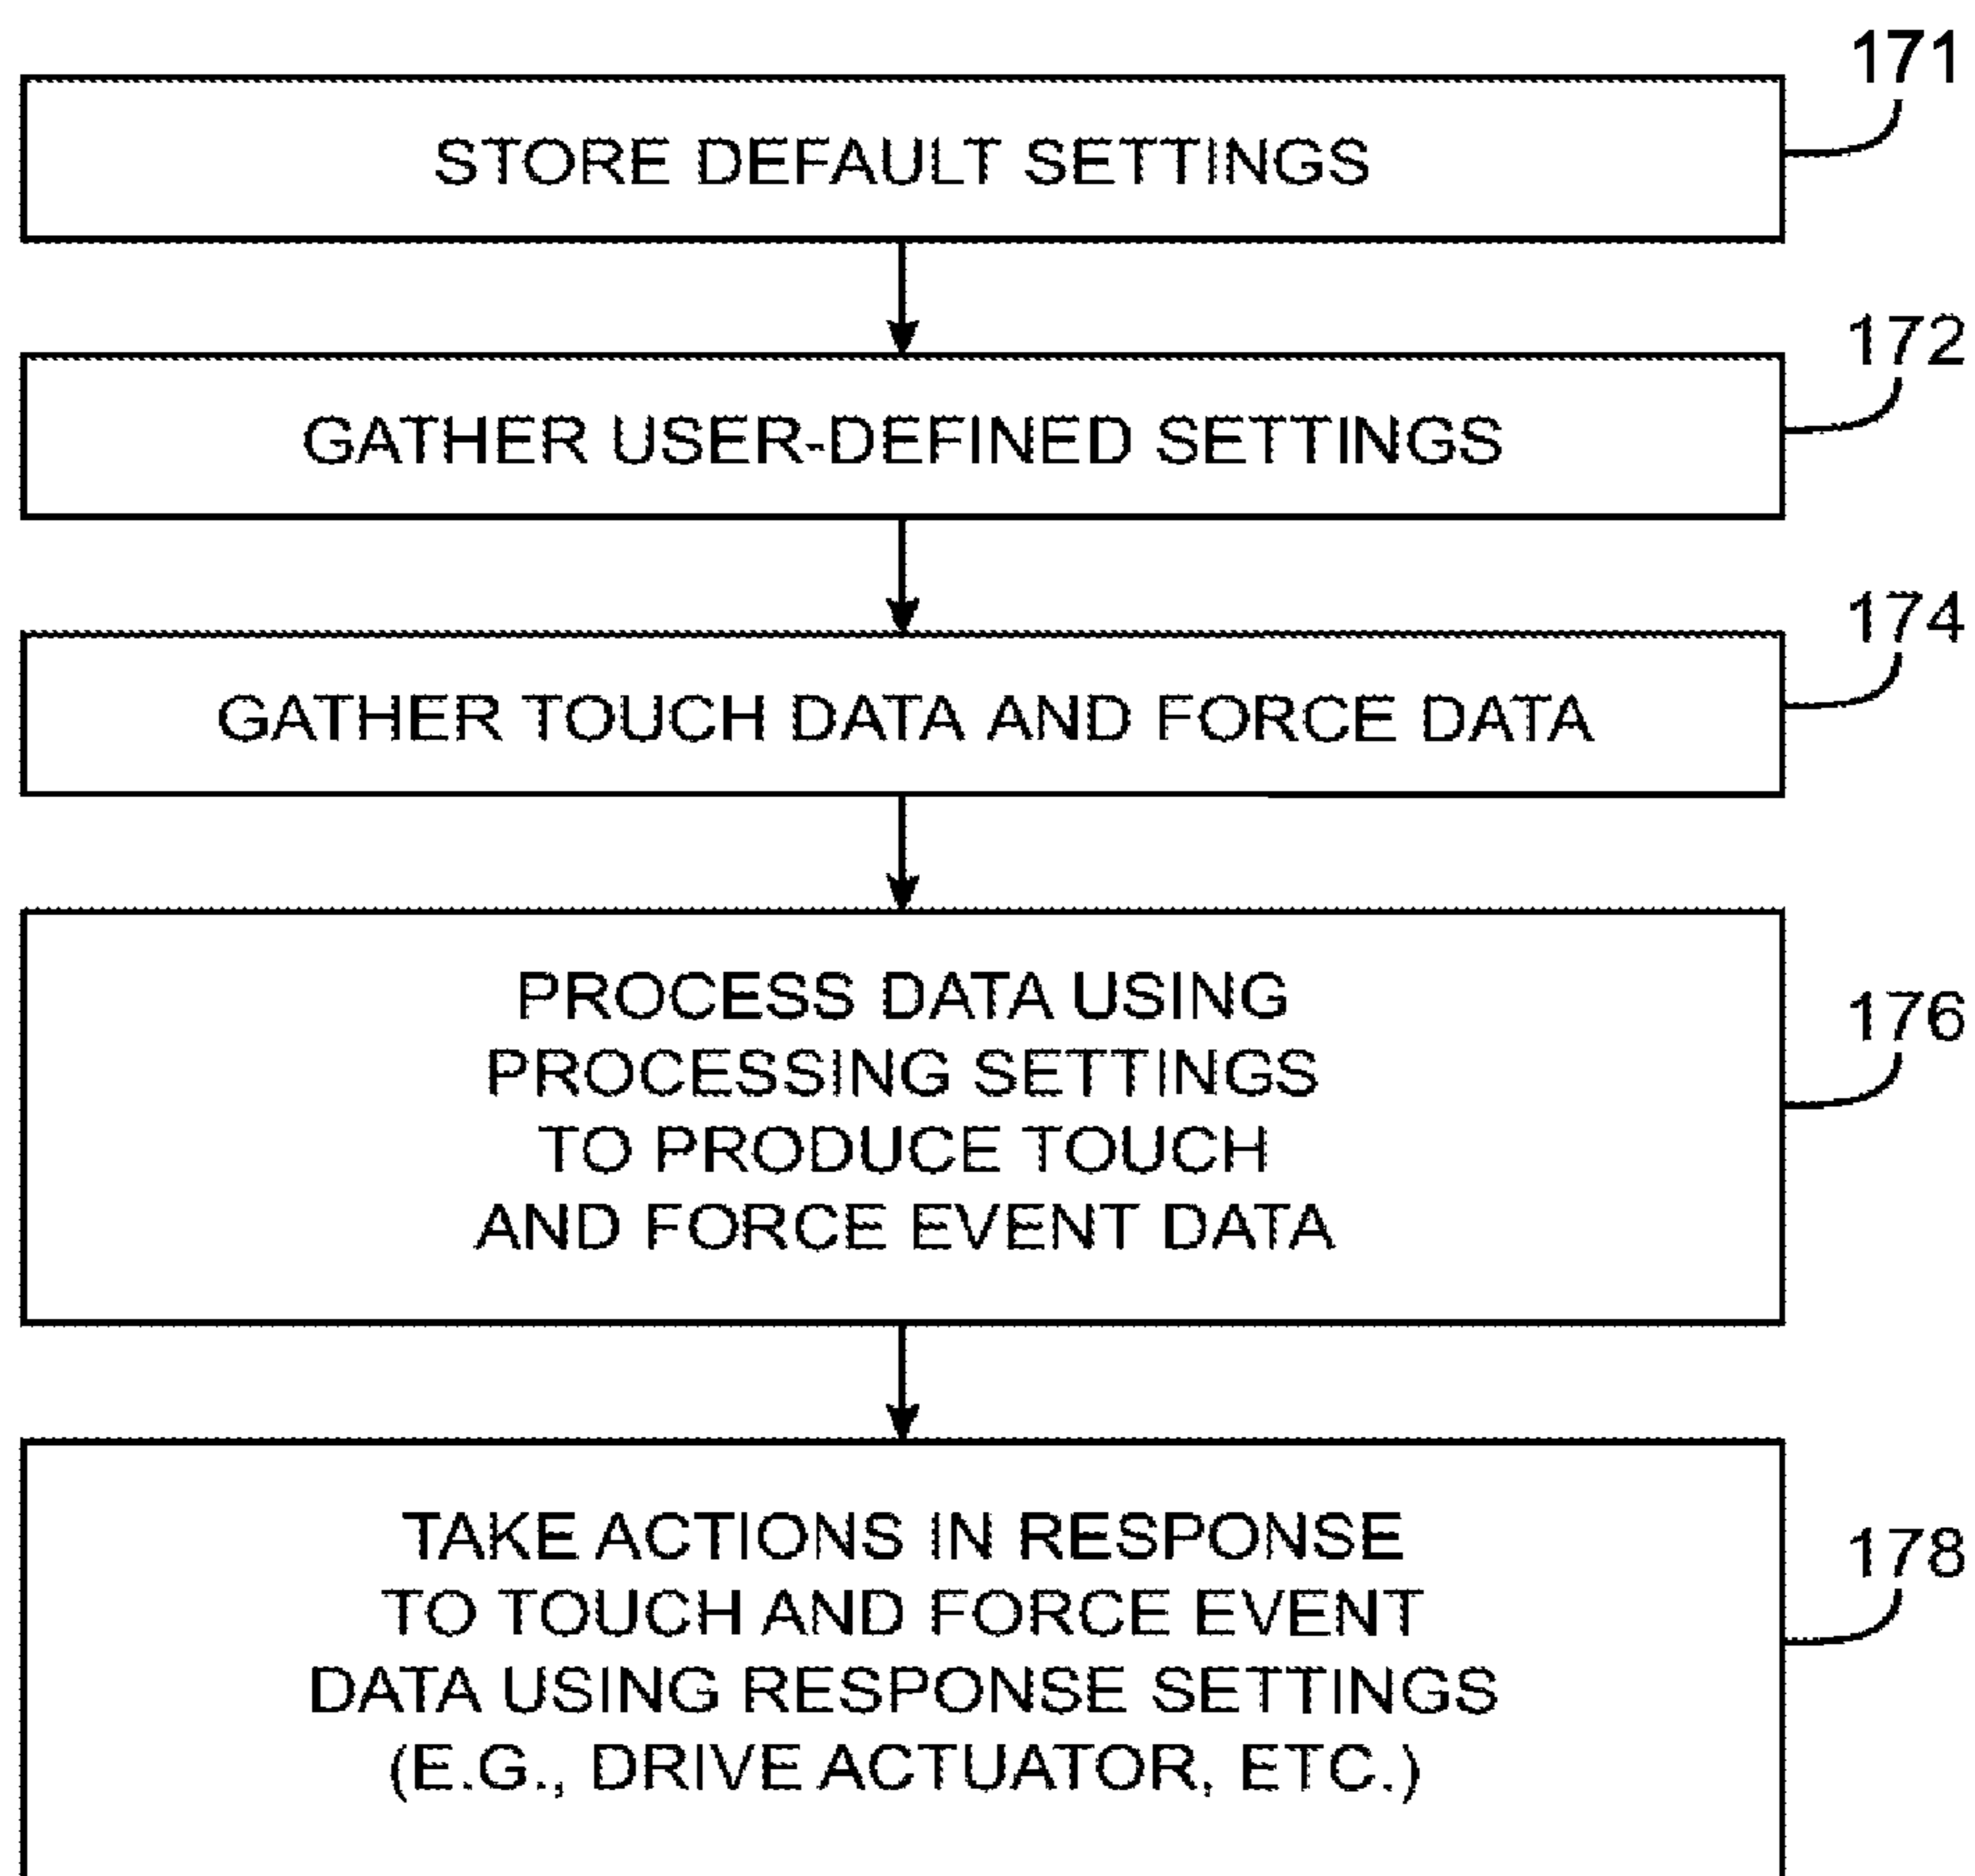 171
STORE DEFAULT SETTINGS
172
GATHER USER-DEFINED SETTINGS
174
GATHER TOUCH DATA AND FORCE DATA
PROCESS DATA USING
176
PROCESSING SETTINGS
TO PRODUCE TOUCH
AND FORCE EVENT DATA
TAKE ACTIONS IN RESPONSE
178
TO TOUCH AND FORCE EVENT
DATA USING RESPONSE SETTINGS
(E.G., DRIVE ACTUATOR, ETC.)